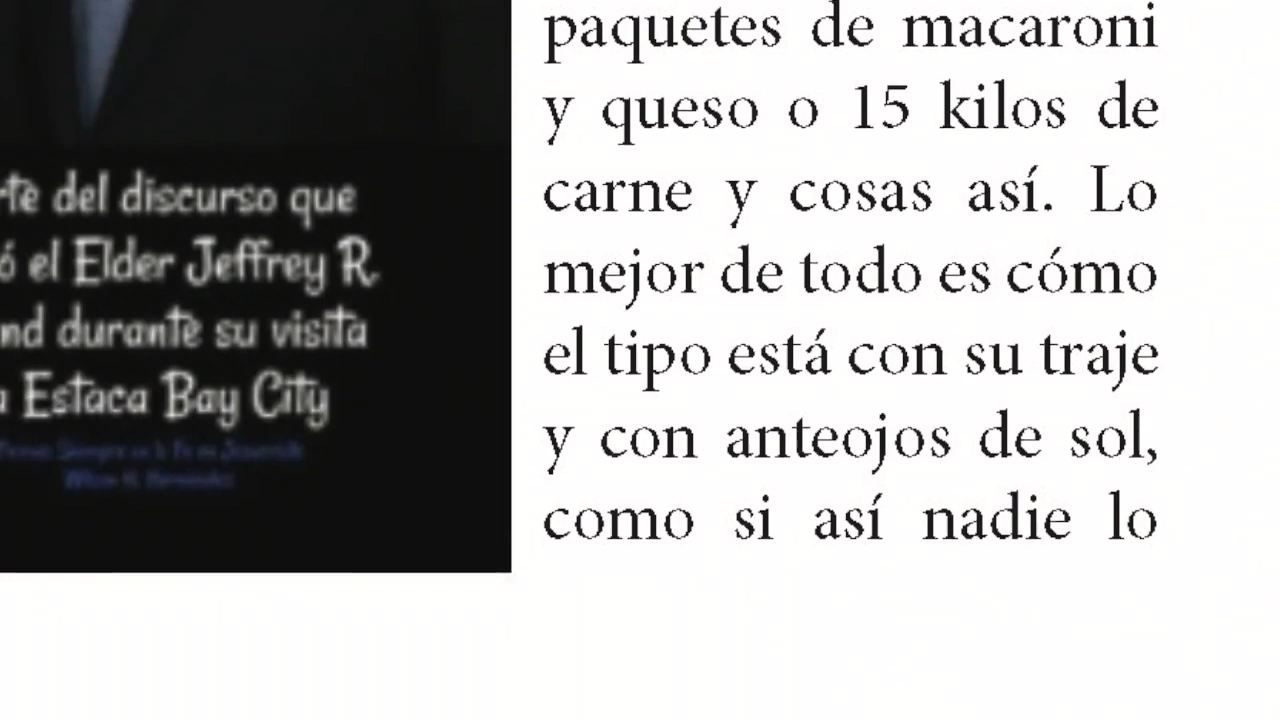 del discurso que
el Elder Jeffrey R.
durante su visita
Estaca Bay City
paquetes de macaroni
y queso o 15 kilos de
carne y cosas así. Lo
mejor de todo es cómo
el tipo está con su traje
y con anteojos de sol,
como si así nadie lo